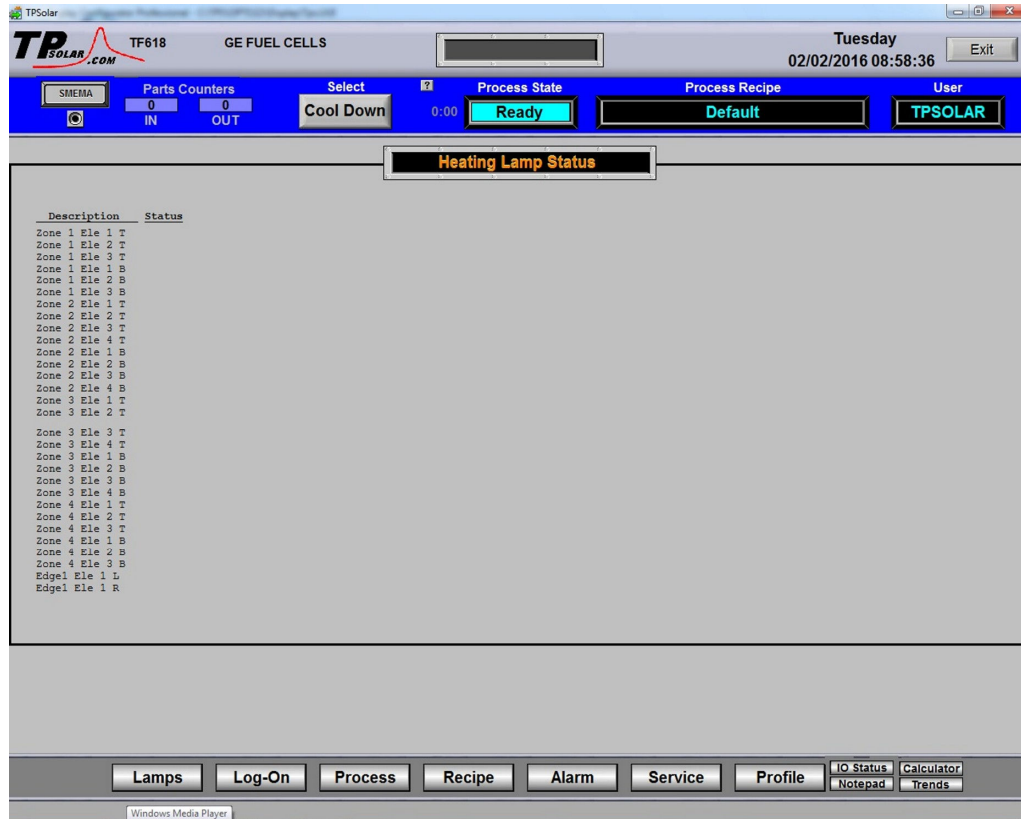 TPSolar
TP SOLAR .COM
TF618 GE FUEL CELLS
Tuesday
02/02/2016 08:58:36
Exit
SMEMA
Parts Counters
0 0
IN OUT
Select
Cool Down
?
0:00
Process State
Ready
Process Recipe
Default
User
TPSOLAR
Heating Lamp Status
Description Status
Zone 1 Ele 1 T
Zone 1 Ele 2 T
Zone 1 Ele 3 T
Zone 1 Ele 1 B
Zone 1 Ele 2 B
Zone 1 Ele 3 B
Zone 2 Ele 1 T
Zone 2 Ele 2 T
Zone 2 Ele 3 T
Zone 2 Ele 4 T
Zone 2 Ele 1 B
Zone 2 Ele 2 B
Zone 2 Ele 3 B
Zone 2 Ele 4 B
Zone 3 Ele 1 T
Zone 3 Ele 2 T
Zone 3 Ele 3 T
Zone 3 Ele 4 T
Zone 3 Ele 1 B
Zone 3 Ele 2 B
Zone 3 Ele 3 B
Zone 3 Ele 4 B
Zone 4 Ele 1 T
Zone 4 Ele 2 T
Zone 4 Ele 3 T
Zone 4 Ele 1 B
Zone 4 Ele 2 B
Zone 4 Ele 3 B
Edge1 Ele 1 L
Edge1 Ele 1 R
Lamps Log-On Process Recipe Alarm Service Profile
IO Status Calculator
Notepad Trends
Windows Media Player